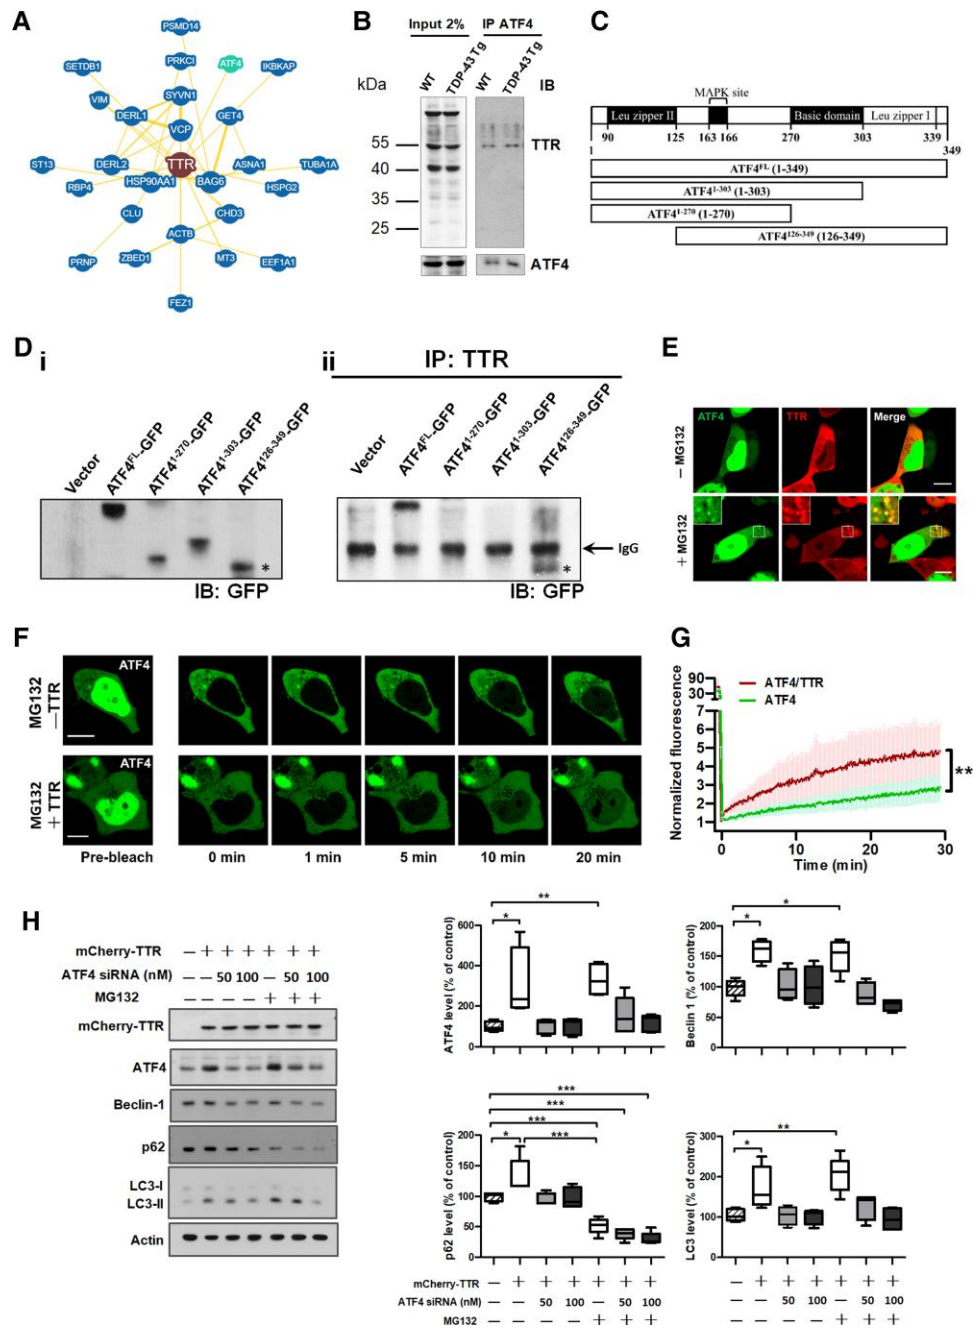 A
PSMD14
SETDB1
PRKCI
ATF4
IKBKAP
VIM
SYVN1
DERL1
GET4
VCP
ST13
DERL2
TTR
ASNA1
TUBA1A
RBP4
HSP90AA1
BAG6
HSPG2
CLU
CHD3
ACTB
PRNP
ZBED1
MT3
EEF1A1
FEZ1
B
Input 2% IP ATF4
WT TDP-43Tg WT TDP-43Tg
kDa IB
55
40
35
25
TTR
ATF4
C
MAPK site
Leu zipper II Basic domain Leu zipper I
1 90 125 163 166 270 303 339 349
ATF4FL (1-349)
ATF41-303 (1-303)
ATF41-270 (1-270)
ATF4126-349 (126-349)
D i
Vector ATF4FL-GFP ATF41-270-GFP ATF41-303-GFP ATF4126-349-GFP
*
IB: GFP
ii IP: TTR
Vector ATF4FL-GFP ATF41-270-GFP ATF41-303-GFP ATF4126-349-GFP
IgG
*
IB: GFP
E
ATF4 TTR Merge
– MG132
+ MG132
F
MG132 – TTR
ATF4
MG132 + TTR
ATF4
Pre-bleach 0 min 1 min 5 min 10 min 20 min
G
Normalized fluorescence
90
30
7
6
5
4
3
2
1
ATF4/TTR
ATF4
**
0 10 20 30
Time (min)
H
mCherry-TTR – + + + + + +
ATF4 siRNA (nM) – – 50 100 – 50 100
MG132 – – – – + + +
mCherry-TTR
ATF4
Beclin-1
p62
LC3-I
LC3-II
Actin
ATF4 level (% of control)
600
400
200
0
*
**
Beclin 1 (% of control)
200
150
100
50
0
*
*
p62 level (% of control)
200
150
100
50
0
***
***
***
*
***
LC3 level (% of control)
300
200
100
0
*
**
mCherry-TTR – + + + + + +
ATF4 siRNA (nM) – – 50 100 – 50 100
MG132 – – – – + + +
– + + + + + +
– – 50 100 – 50 100
– – – – + + +